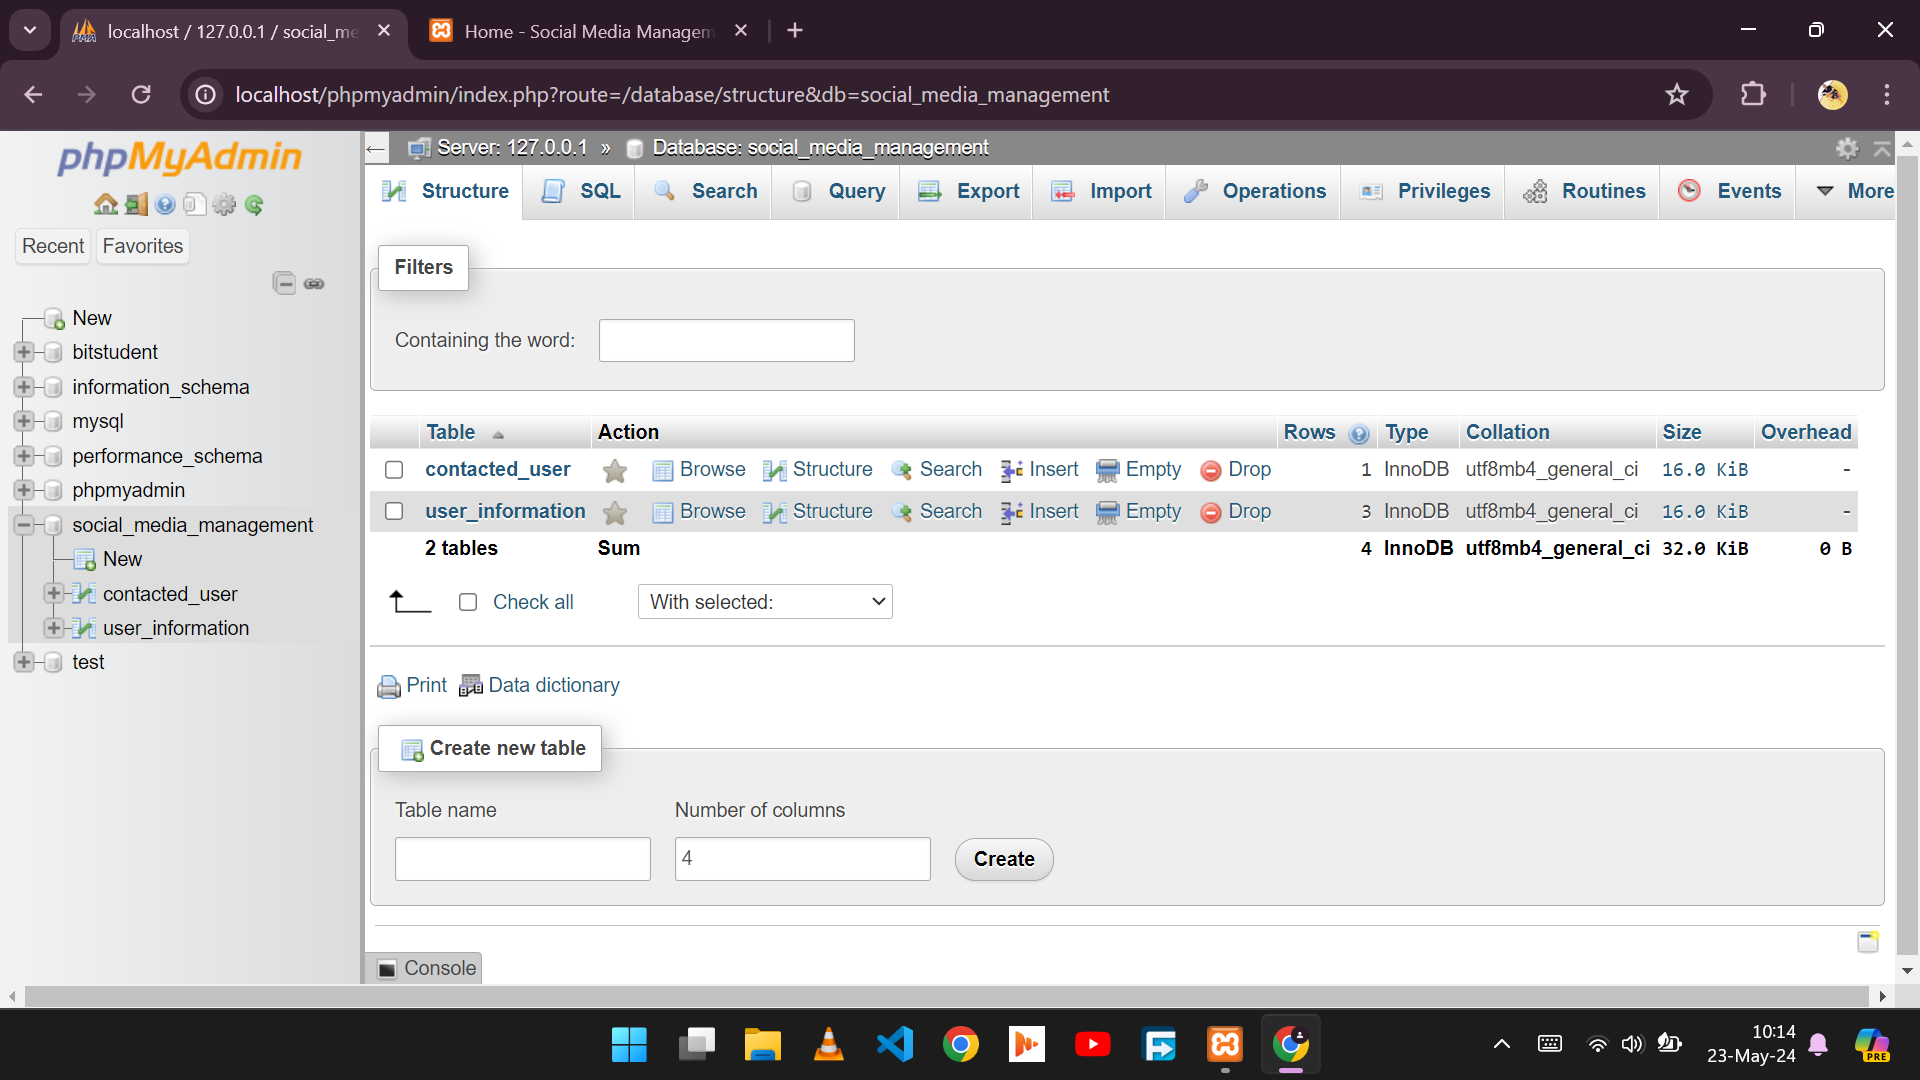 localhost / 127.0.0.1 / social_me
Home - Social Media Managem
localhost/phpmyadmin/index.php?route=/database/structure&db=social_media_management
phpMyAdmin
Recent
Favorites
New
bitstudent
information_schema
mysql
performance_schema
phpmyadmin
social_media_management
New
contacted_user
user_information
test
Server: 127.0.0.1 » Database: social_media_management
Structure SQL Search Query Export Import Operations Privileges Routines Events More
Filters
Containing the word:
Table Action Rows Type Collation Size Overhead
contacted_user Browse Structure Search Insert Empty Drop 1 InnoDB utf8mb4_general_ci 16.0 KiB -
user_information Browse Structure Search Insert Empty Drop 3 InnoDB utf8mb4_general_ci 16.0 KiB -
2 tables Sum 4 InnoDB utf8mb4_general_ci 32.0 KiB 0 B
Check all With selected:
Print Data dictionary
Create new table
Table name Number of columns
4 Create
Console
10:14
23-May-24
PRE